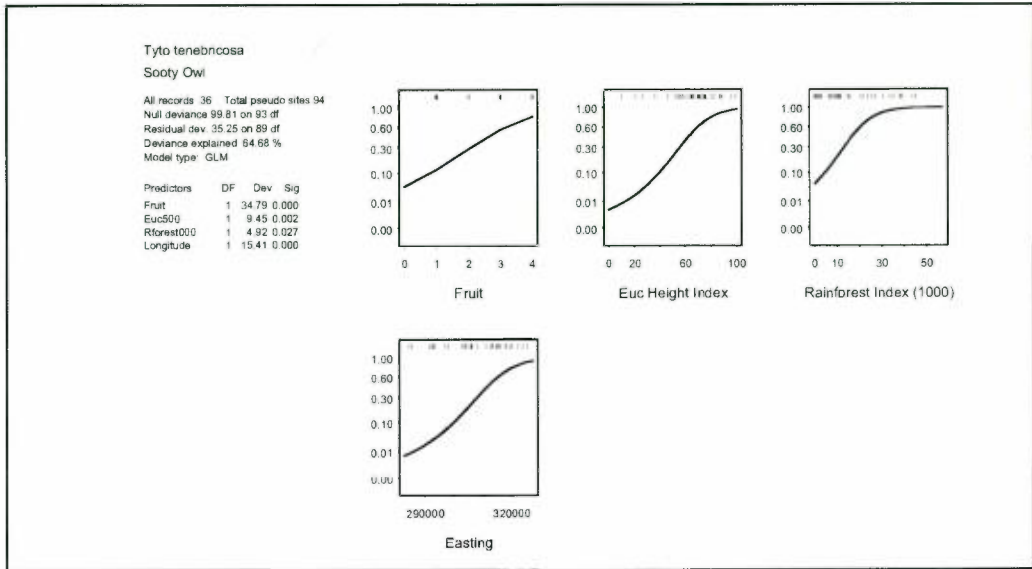 Tyto tenebricosa
Sooty Owl
All records 36 Total pseudo sites 94
Null deviance 99.81 on 93 df
Residual dev. 35.25 on 89 df
Deviance explained 64.68 %
Model type: GLM
Predictors DF Dev Sig
Fruit 1 34.79 0.000
Euc500 1 9.45 0.002
Rforest000 1 4.92 0.027
Longitude 1 15.41 0.000
1.00
0.60
0.30
0.10
0.01
0.00
0 1 2 3 4
Fruit
1.00
0.60
0.30
0.10
0.01
0.00
0 20 60 100
Euc Height Index
1.00
0.60
0.30
0.10
0.01
0.00
0 10 30 50
Rainforest Index (1000)
1.00
0.60
0.30
0.10
0.01
0.00
290000 320000
Easting